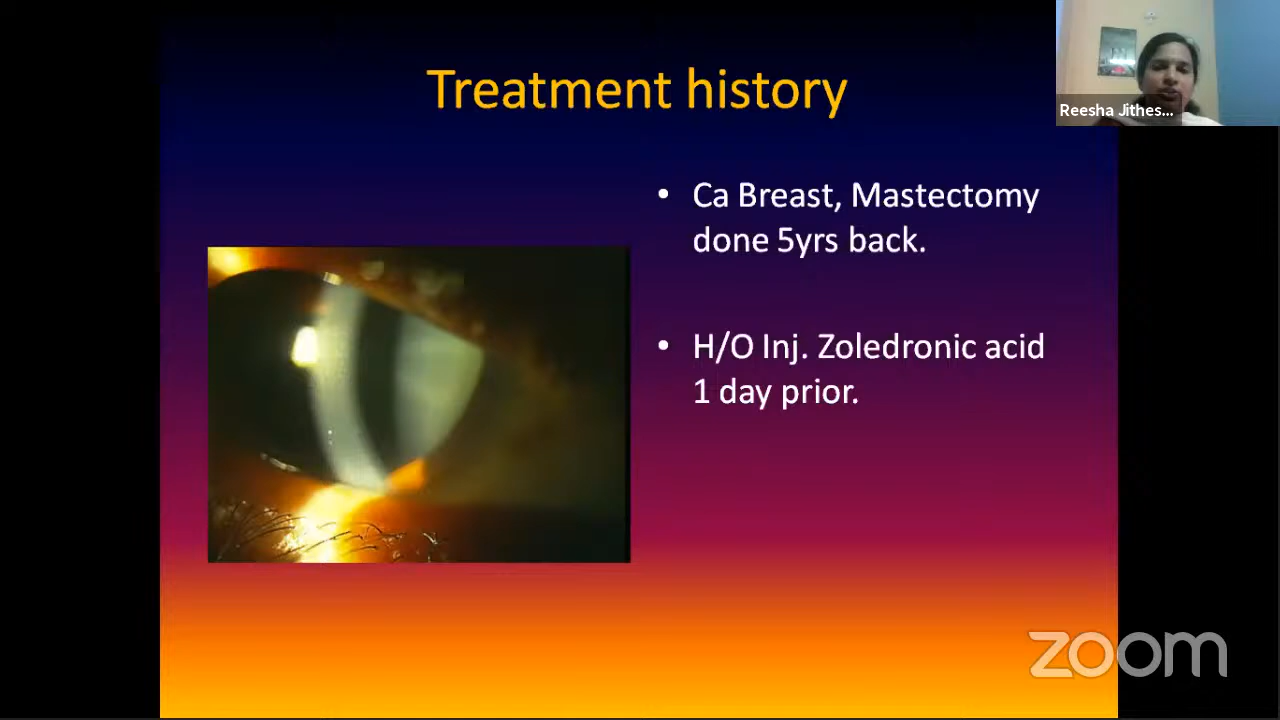 Treatment history
Reesha Jithes...
• Ca Breast, Mastectomy
done 5yrs back.
• H/O Inj. Zoledronic acid
1 day prior.
zoom